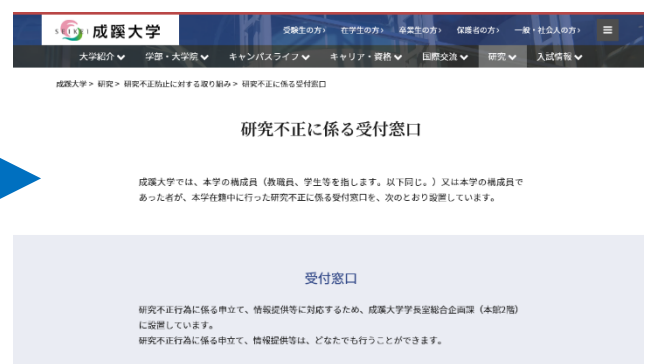 SEIKEI 成蹊大学
受験生の方› 在学生の方› 卒業生の方› 保護者の方› 一般・社会人の方›
大学紹介 学部・大学院 キャンパスライフ キャリア・資格 国際交流 研究 入試情報
成蹊大学 > 研究 > 研究不正防止に対する取り組み > 研究不正に係る受付窓口
研究不正に係る受付窓口
成蹊大学では、本学の構成員（教職員、学生等を指します。以下同じ。）又は本学の構成員で
あった者が、本学在籍中に行った研究不正に係る受付窓口を、次のとおり設置しています。
受付窓口
研究不正行為に係る申立て、情報提供等に対応するため、成蹊大学学長室総合企画課（本館2階）
に設置しています。
研究不正行為に係る申立て、情報提供等は、どなたでも行うことができます。